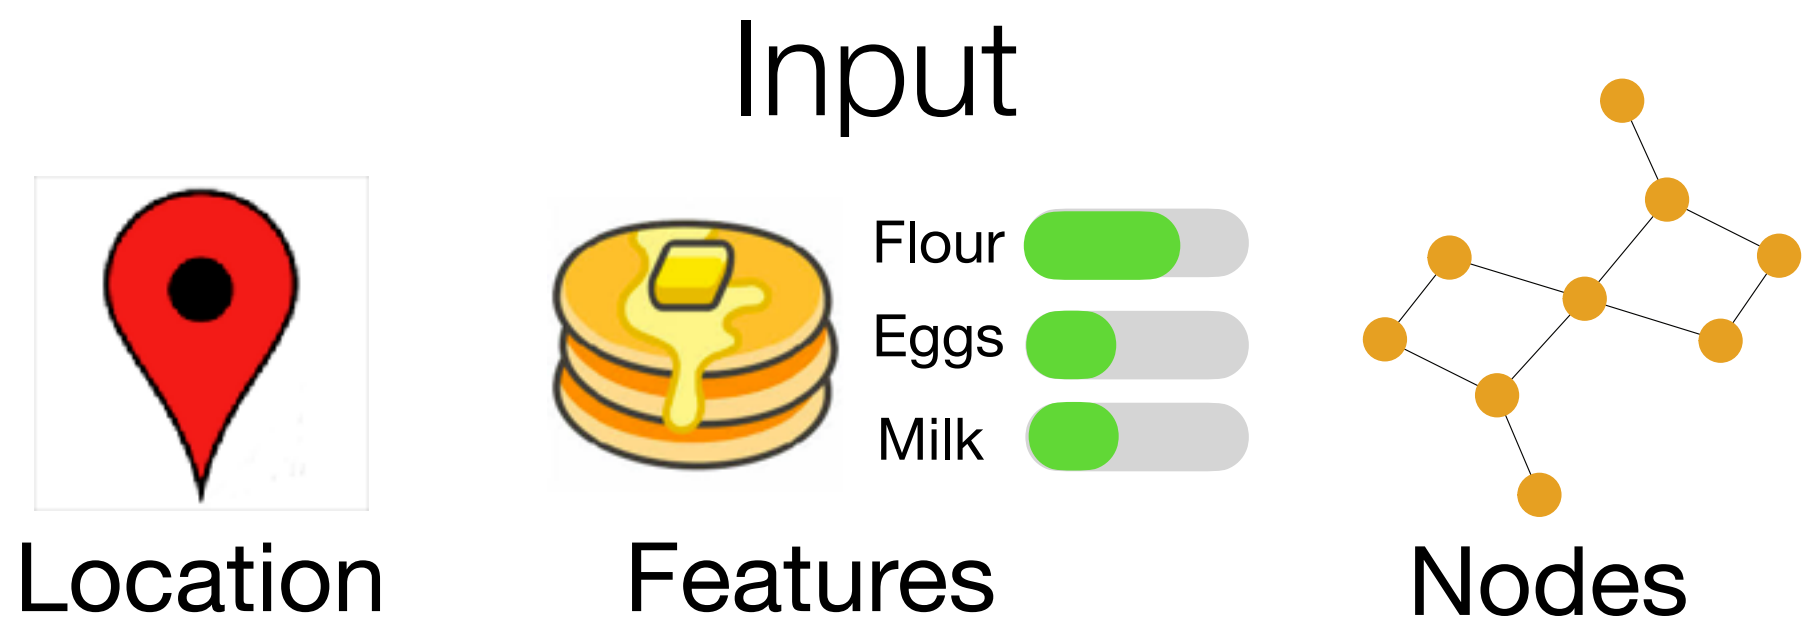 Input
Flour
Eggs
Milk
Location
Features
Nodes